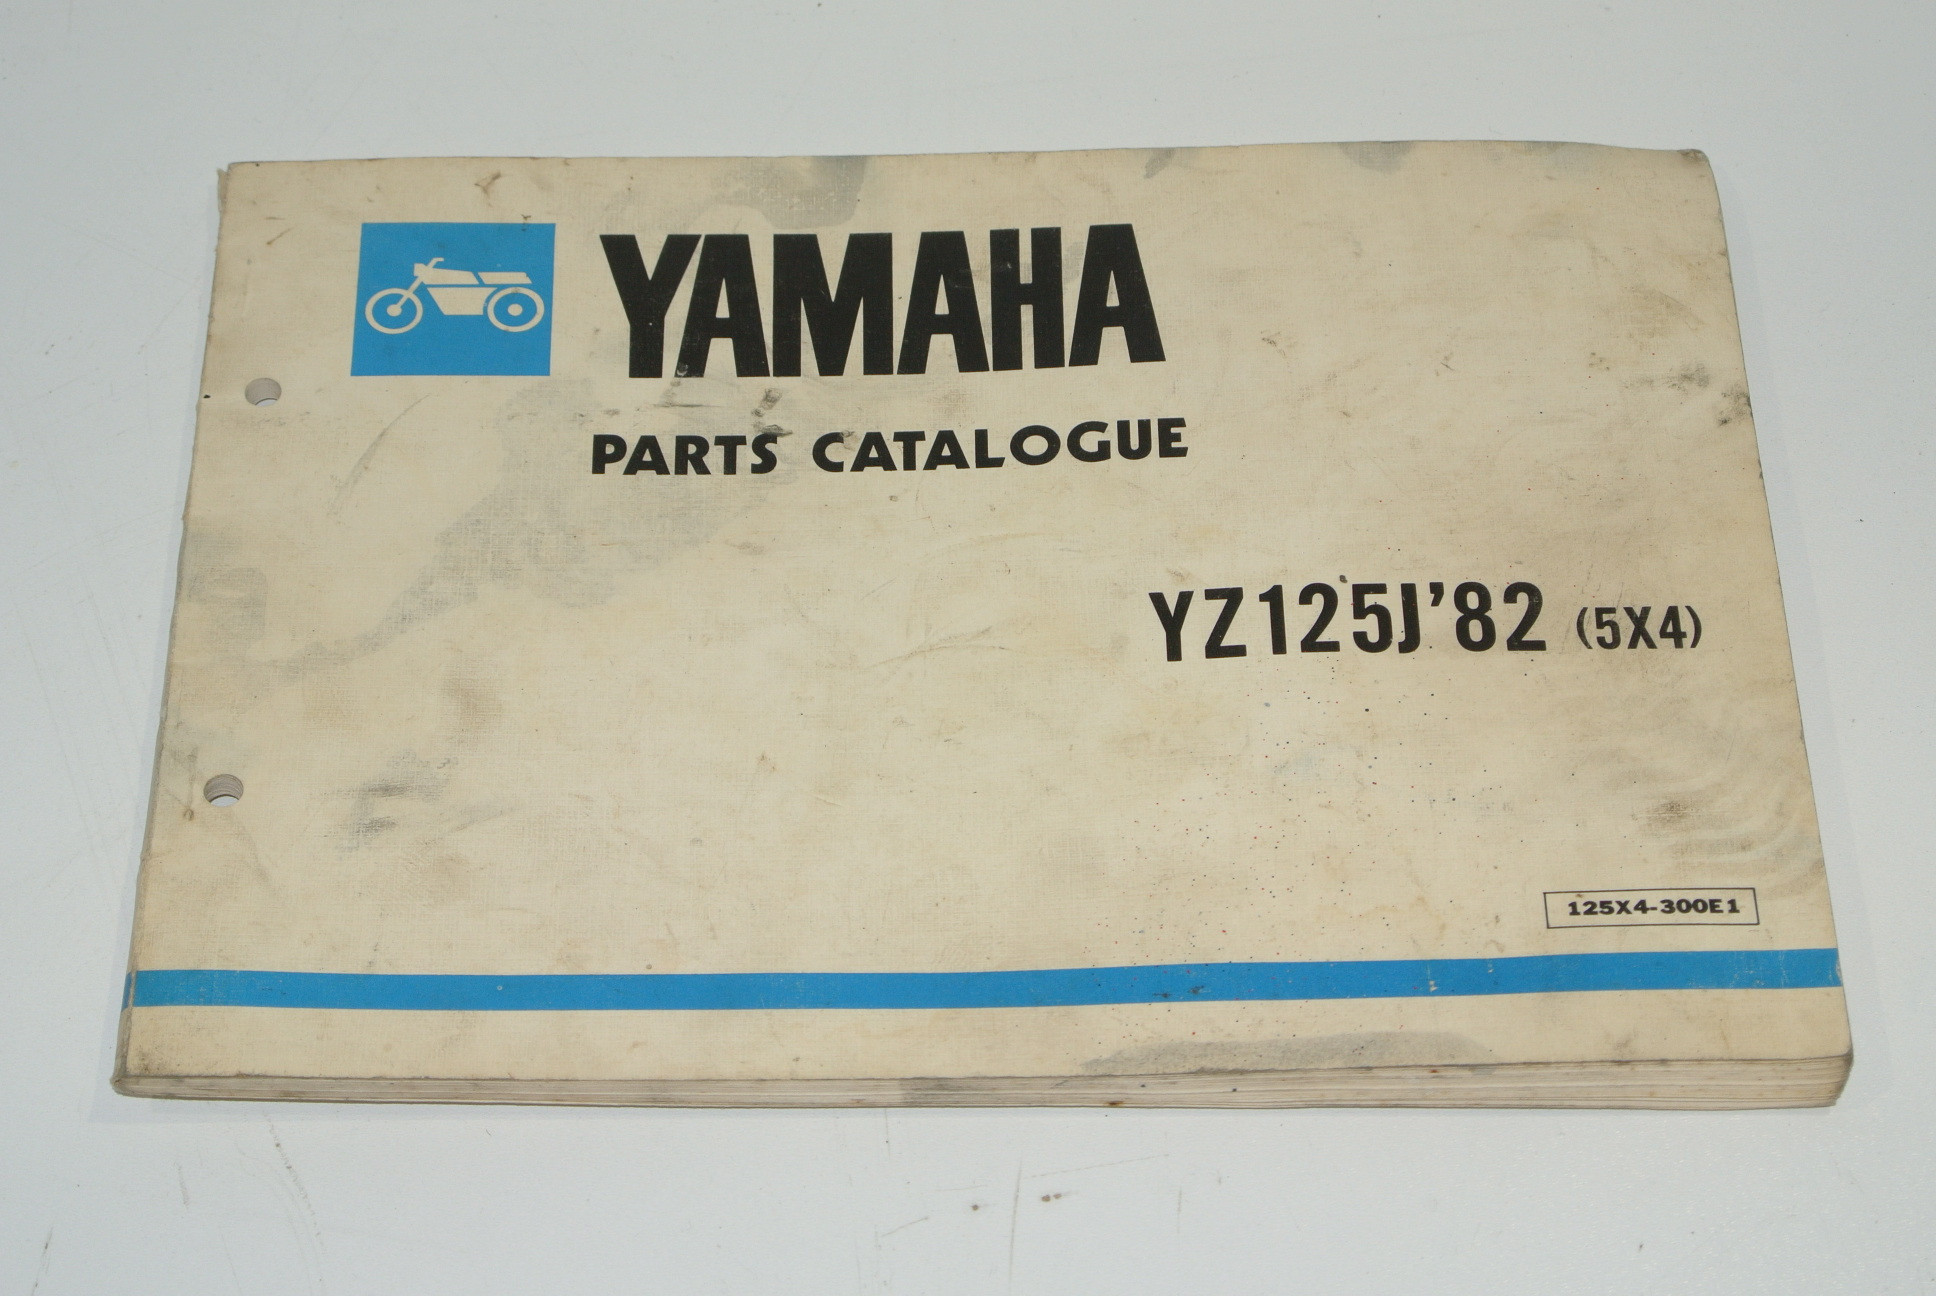 YAMAHA
PARTS CATALOGUE
YZ125J'82 (5X4)
125X4-300E1